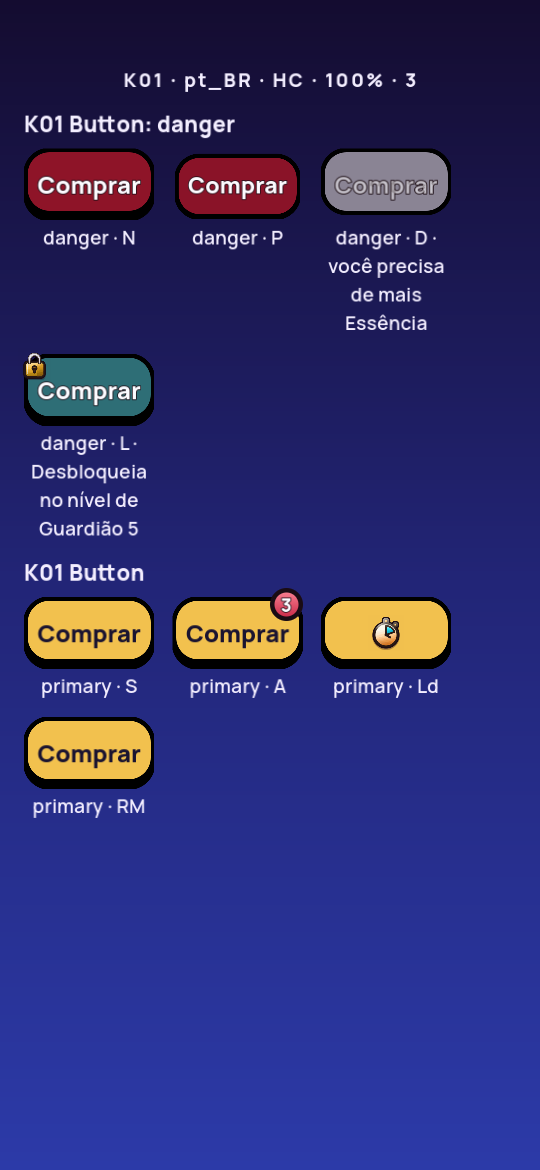 K01 · pt_BR · HC · 100% · 3
K01 Button: danger
Comprar Comprar Comprar
danger · N danger · P danger · D ·
você precisa
de mais
Essência
Comprar
danger · L ·
Desbloqueia
no nível de
Guardião 5
K01 Button
3
Comprar Comprar
primary · S primary · A primary · Ld
Comprar
primary · RM